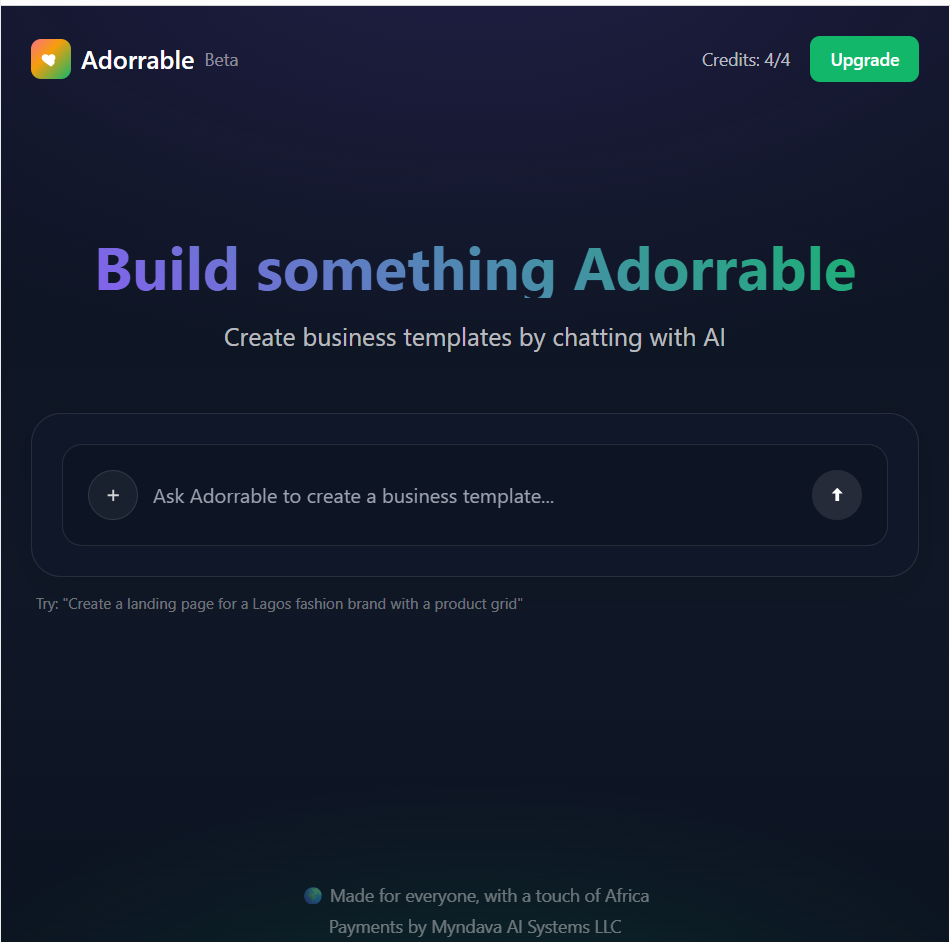 Adorrable Beta
Credits: 4/4
Upgrade
Build something Adorrable
Create business templates by chatting with AI
+ Ask Adorrable to create a business template...
Try: "Create a landing page for a Lagos fashion brand with a product grid"
Made for everyone, with a touch of Africa
Payments by Myndava AI Systems LLC